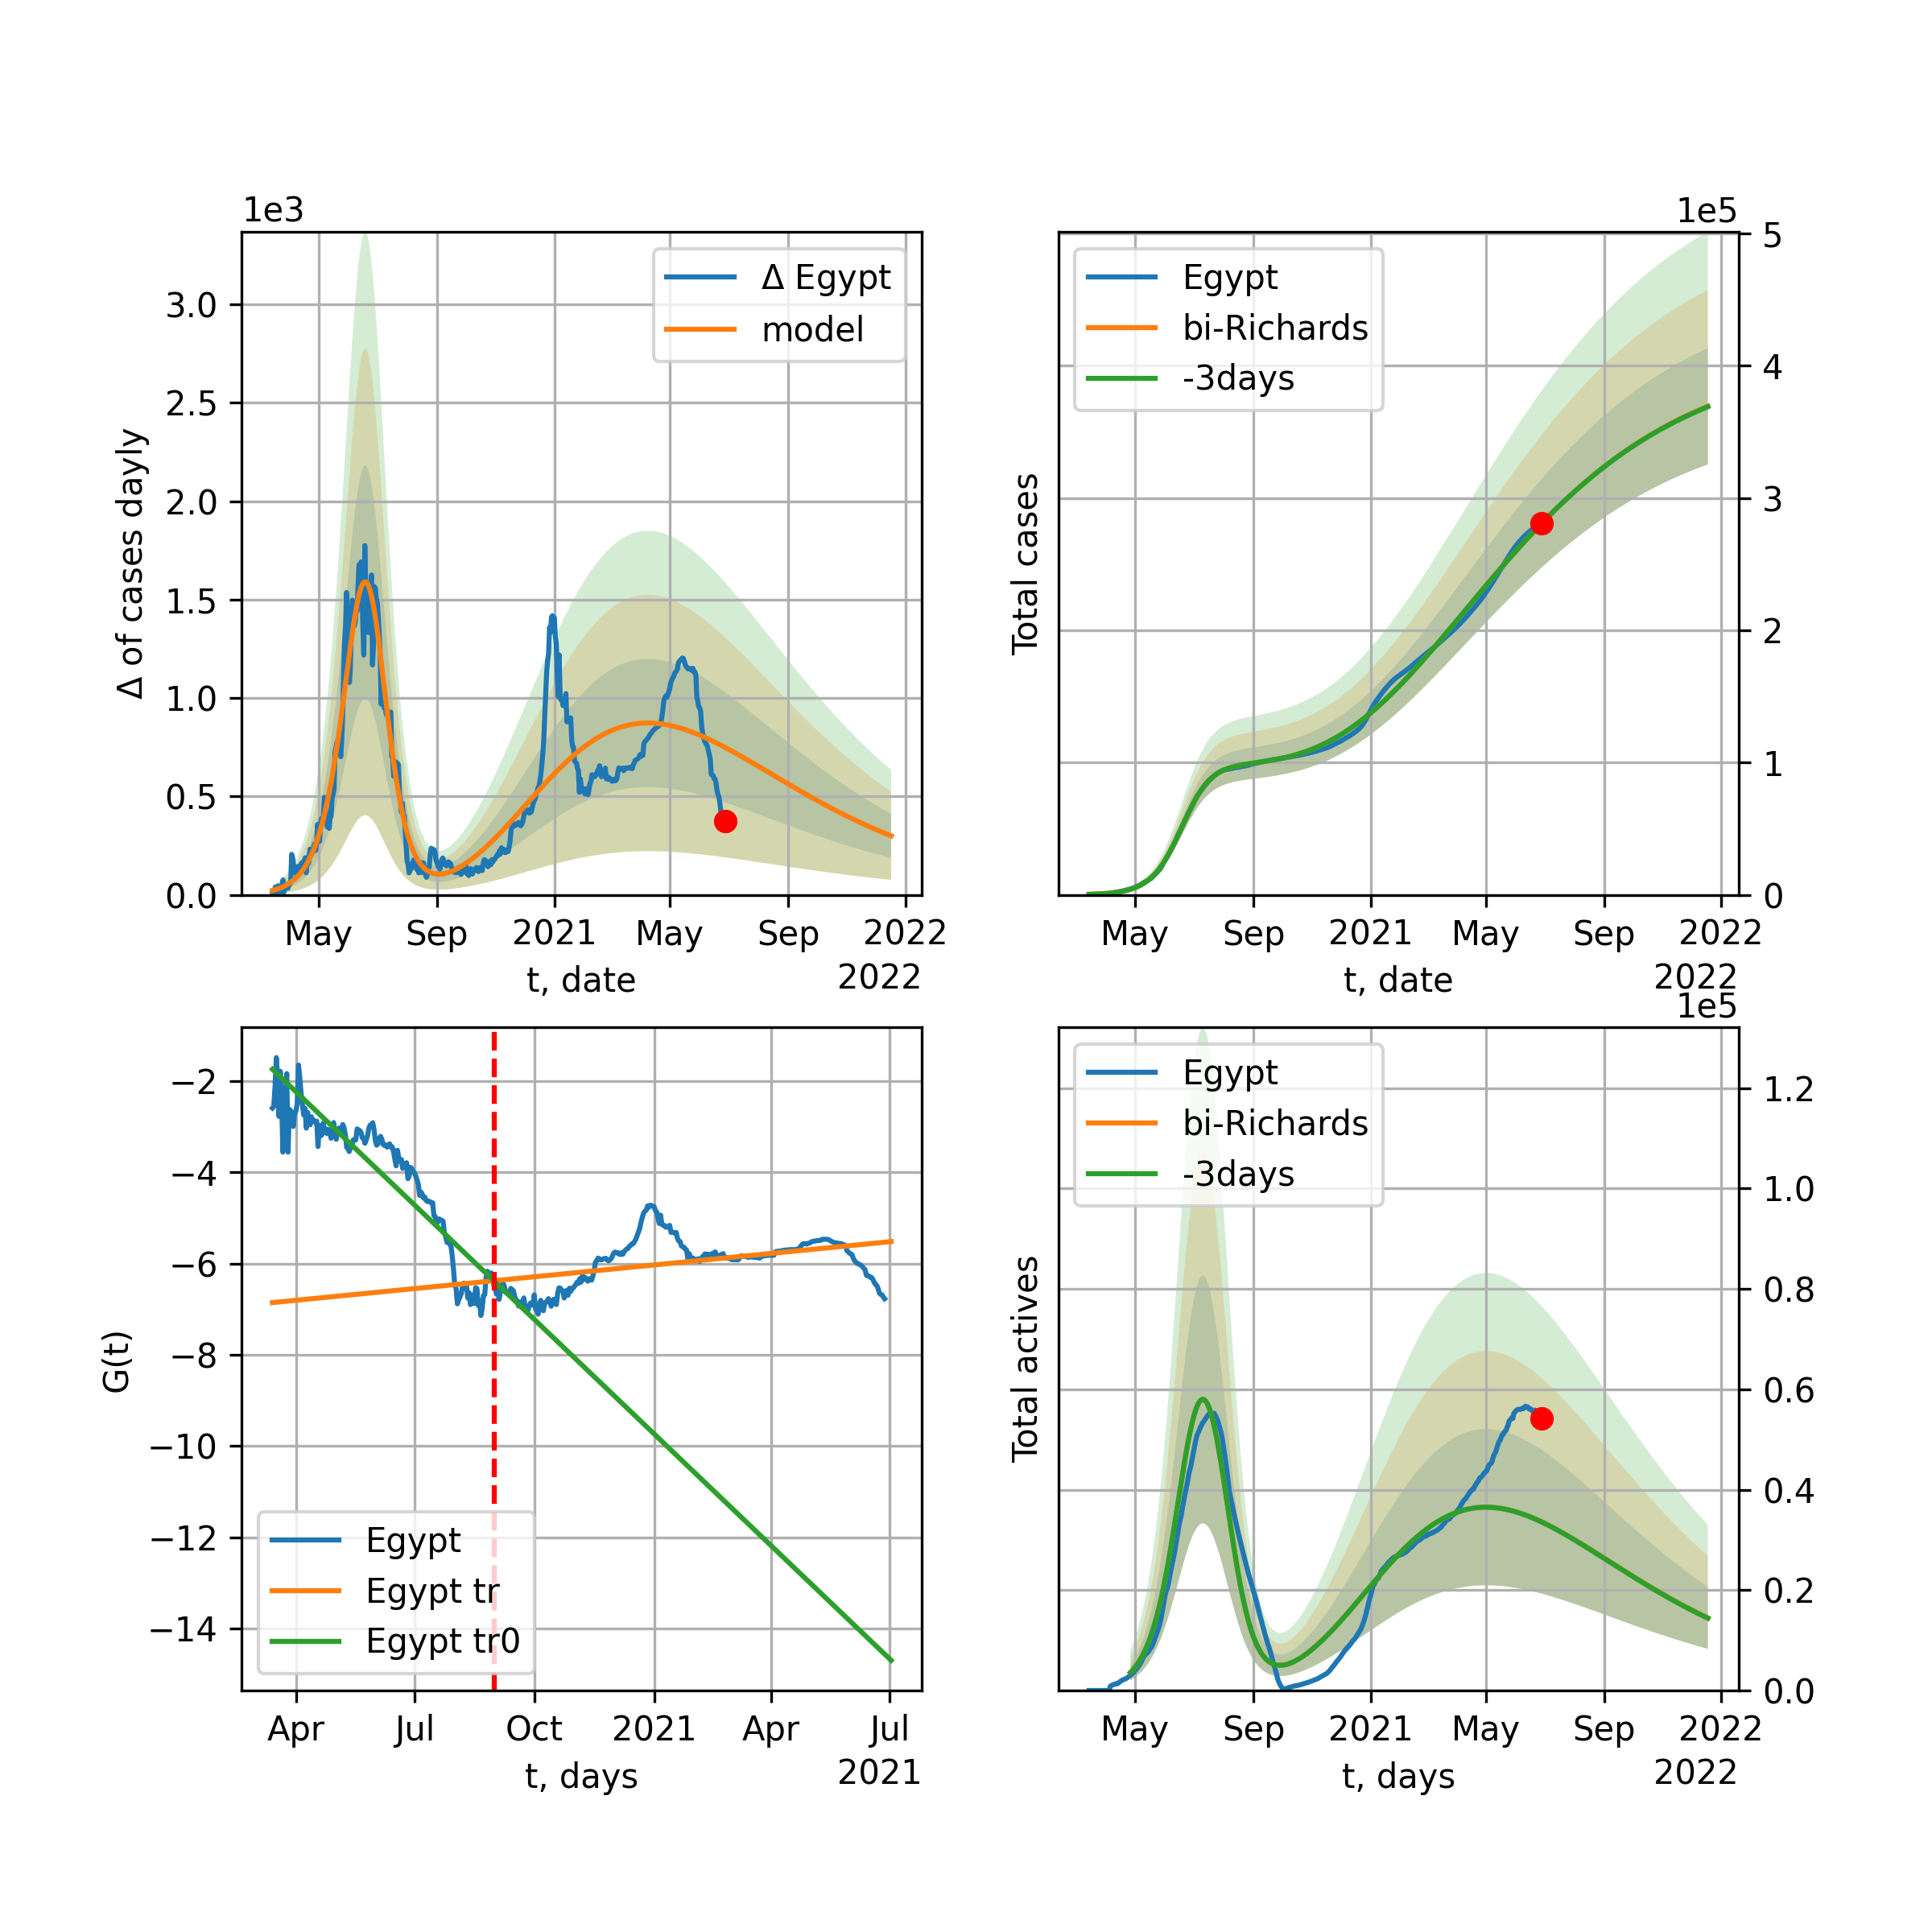 1e3
Δ of cases dayly
3.0
2.5
2.0
1.5
1.0
0.5
0.0
Δ Egypt
model
May Sep 2021 May Sep 2022
t, date
2022
1e5
Total cases
Egypt
bi-Richards
-3days
5
4
3
2
1
0
May Sep 2021 May Sep 2022
t, date
2022
G(t)
−2
−4
−6
−8
−10
−12
−14
Egypt
Egypt tr
Egypt tr0
Apr Jul Oct 2021 Apr Jul
t, days
2021
1e5
Total actives
Egypt
bi-Richards
-3days
1.2
1.0
0.8
0.6
0.4
0.2
0.0
May Sep 2021 May Sep 2022
t, days
2022